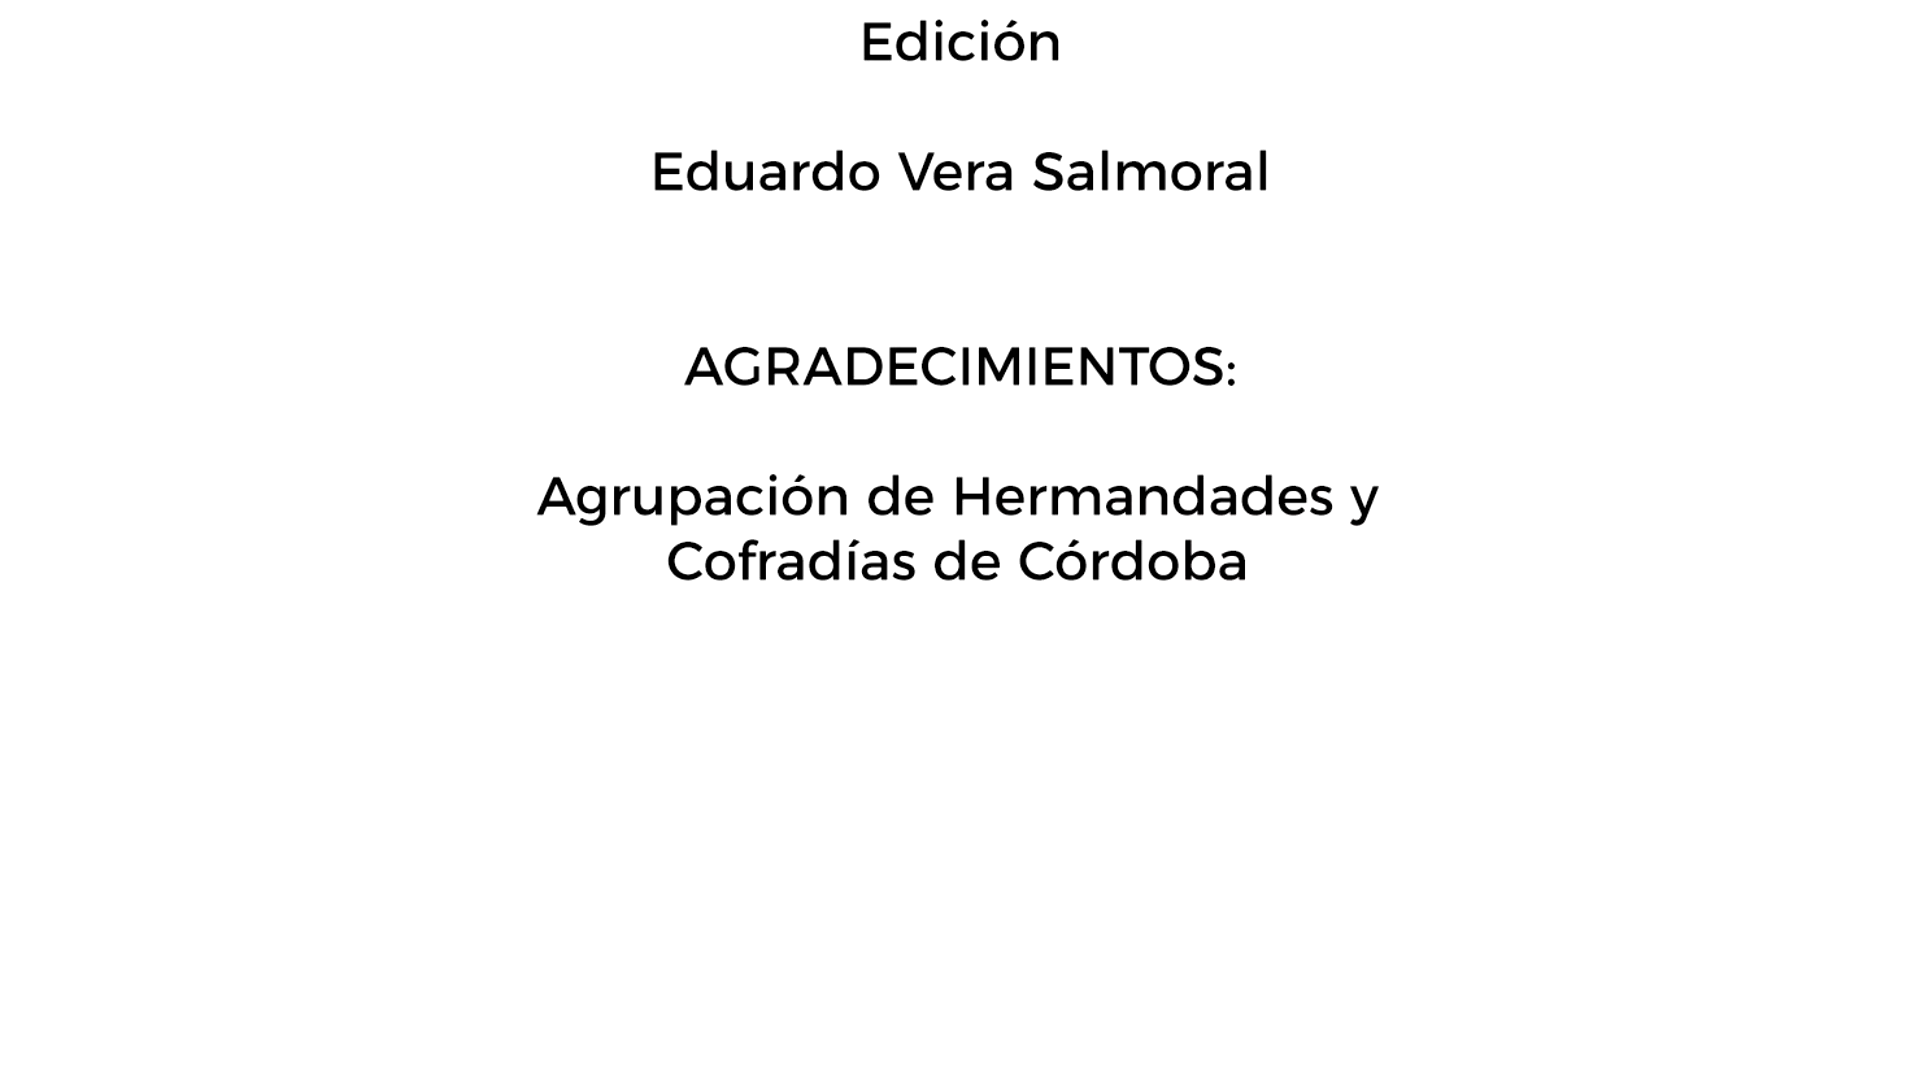 Edición
Eduardo Vera Salmoral
AGRADECIMIENTOS:
Agrupación de Hermandades y
Cofradías de Córdoba